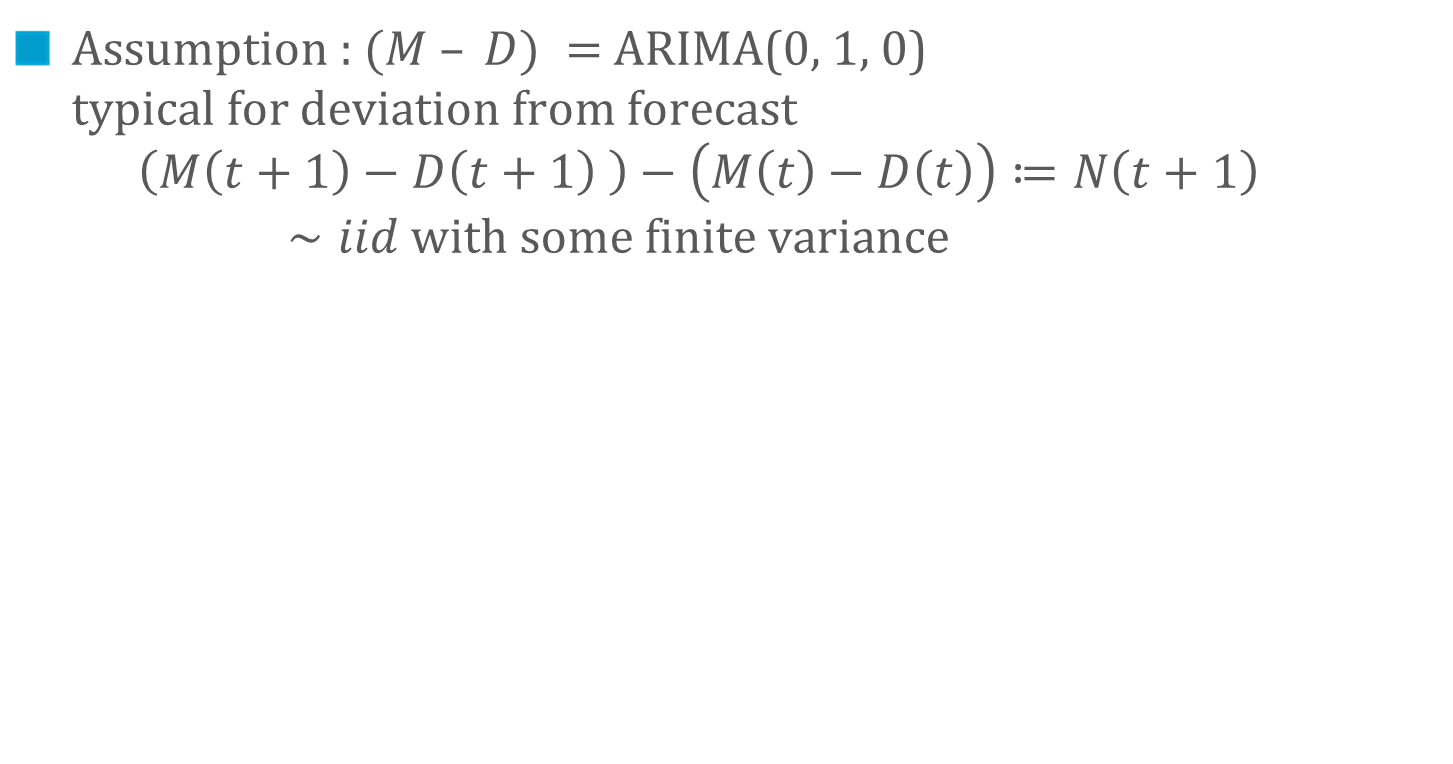 Assumption : (M – D) = ARIMA(0, 1, 0)
typical for deviation from forecast
(M(t + 1) − D(t + 1) ) − (M(t) − D(t)) ≔ N(t + 1)
~ iid with some finite variance